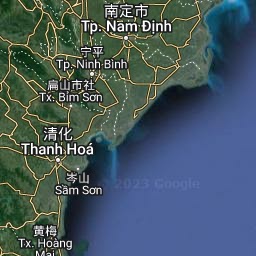 南定市
Tp. Nam Định
宁平
Tp. Ninh Bình
扁山市社
Tx. Bỉm Sơn
清化
Thanh Hoá
岑山
Sầm Sơn
© 2023 Google
黄梅
Tx. Hoàng
Mai